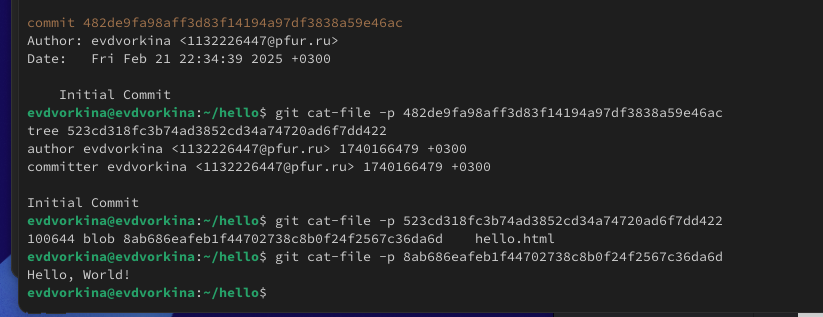 commit 482de9fa98aff3d83f14194a97df3838a59e46ac
Author: evdvorkina <1132226447@pfur.ru>
Date:   Fri Feb 21 22:34:39 2025 +0300
    Initial Commit
evdvorkina@evdvorkina:~/hello$ git cat-file -p 482de9fa98aff3d83f14194a97df3838a59e46ac
tree 523cd318fc3b74ad3852cd34a74720ad6f7dd422
author evdvorkina <1132226447@pfur.ru> 1740166479 +0300
committer evdvorkina <1132226447@pfur.ru> 1740166479 +0300
Initial Commit
evdvorkina@evdvorkina:~/hello$ git cat-file -p 523cd318fc3b74ad3852cd34a74720ad6f7dd422
100644 blob 8ab686eafeb1f44702738c8b0f24f2567c36da6d    hello.html
evdvorkina@evdvorkina:~/hello$ git cat-file -p 8ab686eafeb1f44702738c8b0f24f2567c36da6d
Hello, World!
evdvorkina@evdvorkina:~/hello$